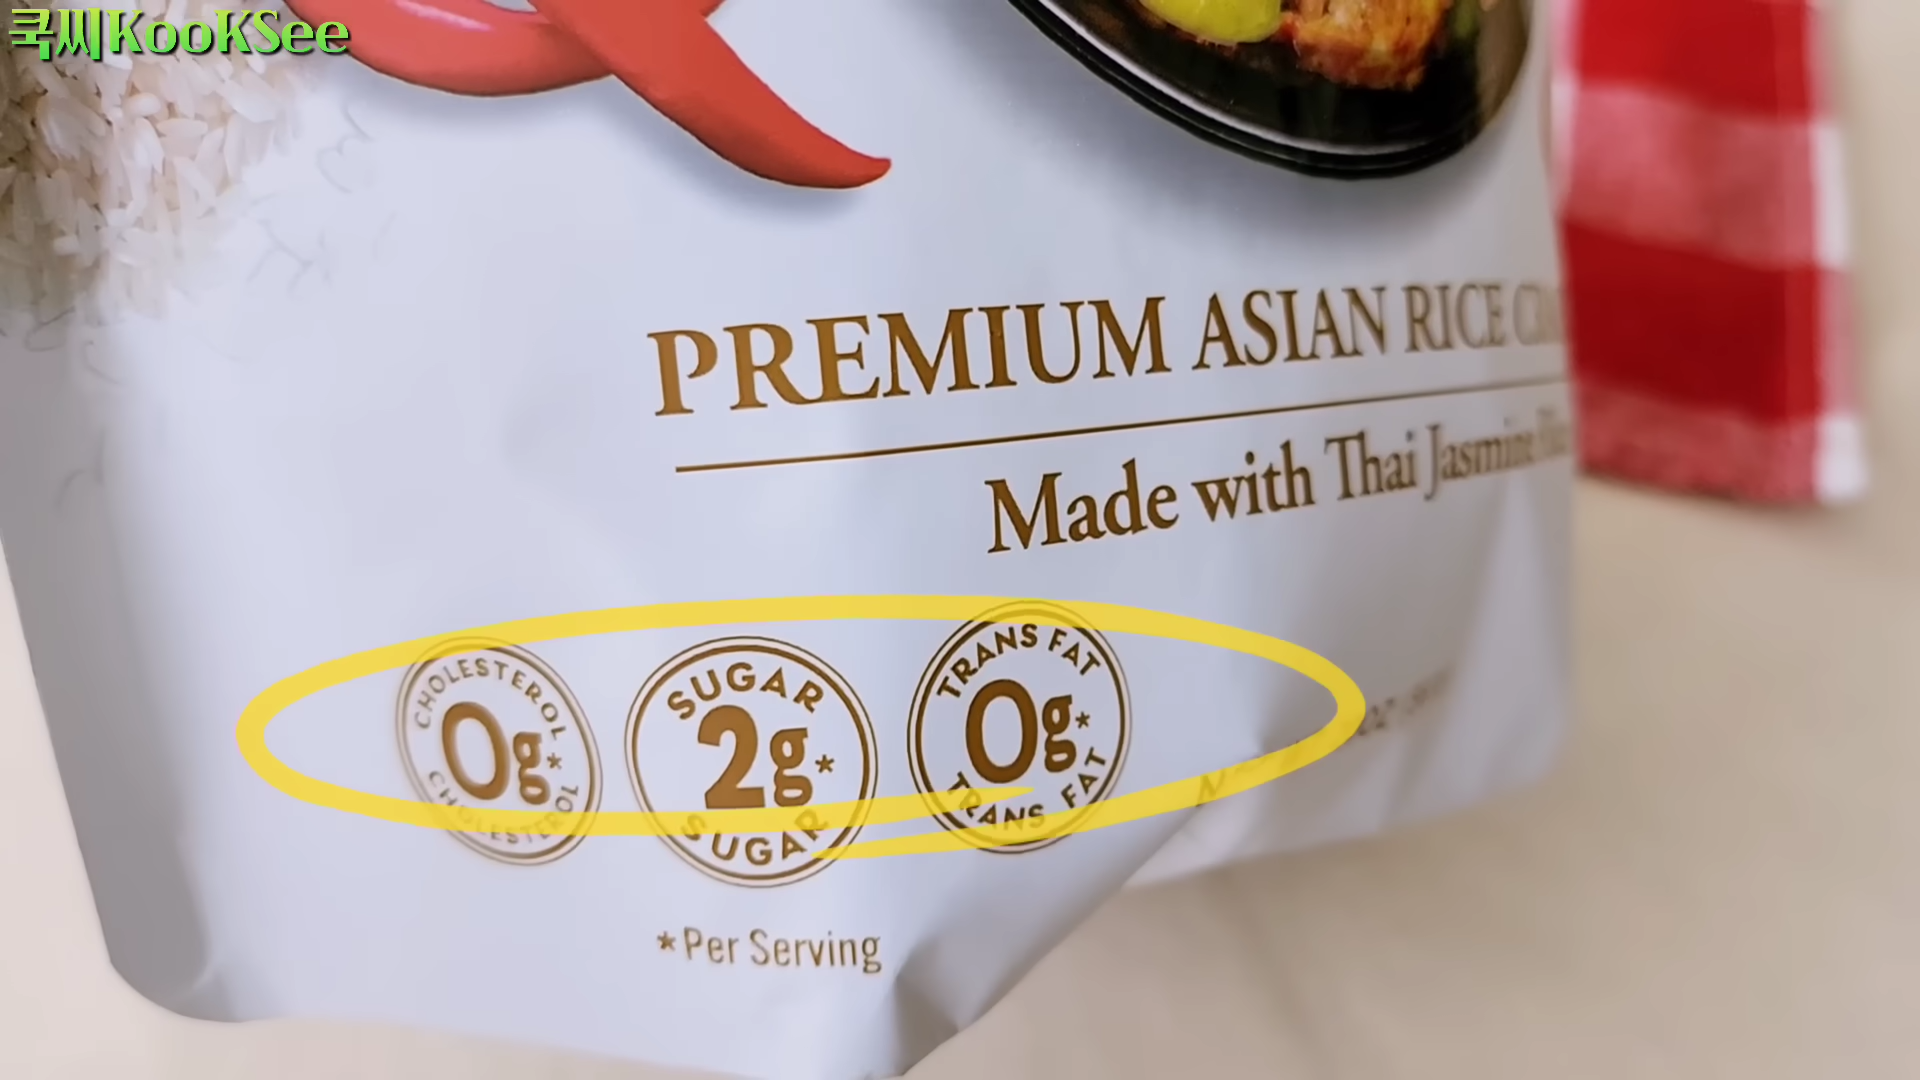 쿡씨KooKSee
PREMIUM ASIAN RICE
Made with Thai Jasmine
CHOLESTEROL
0g*
CHOLESTEROL
SUGAR
2g*
SUGAR
TRANS FAT
0g*
TRANS FAT
*Per Serving